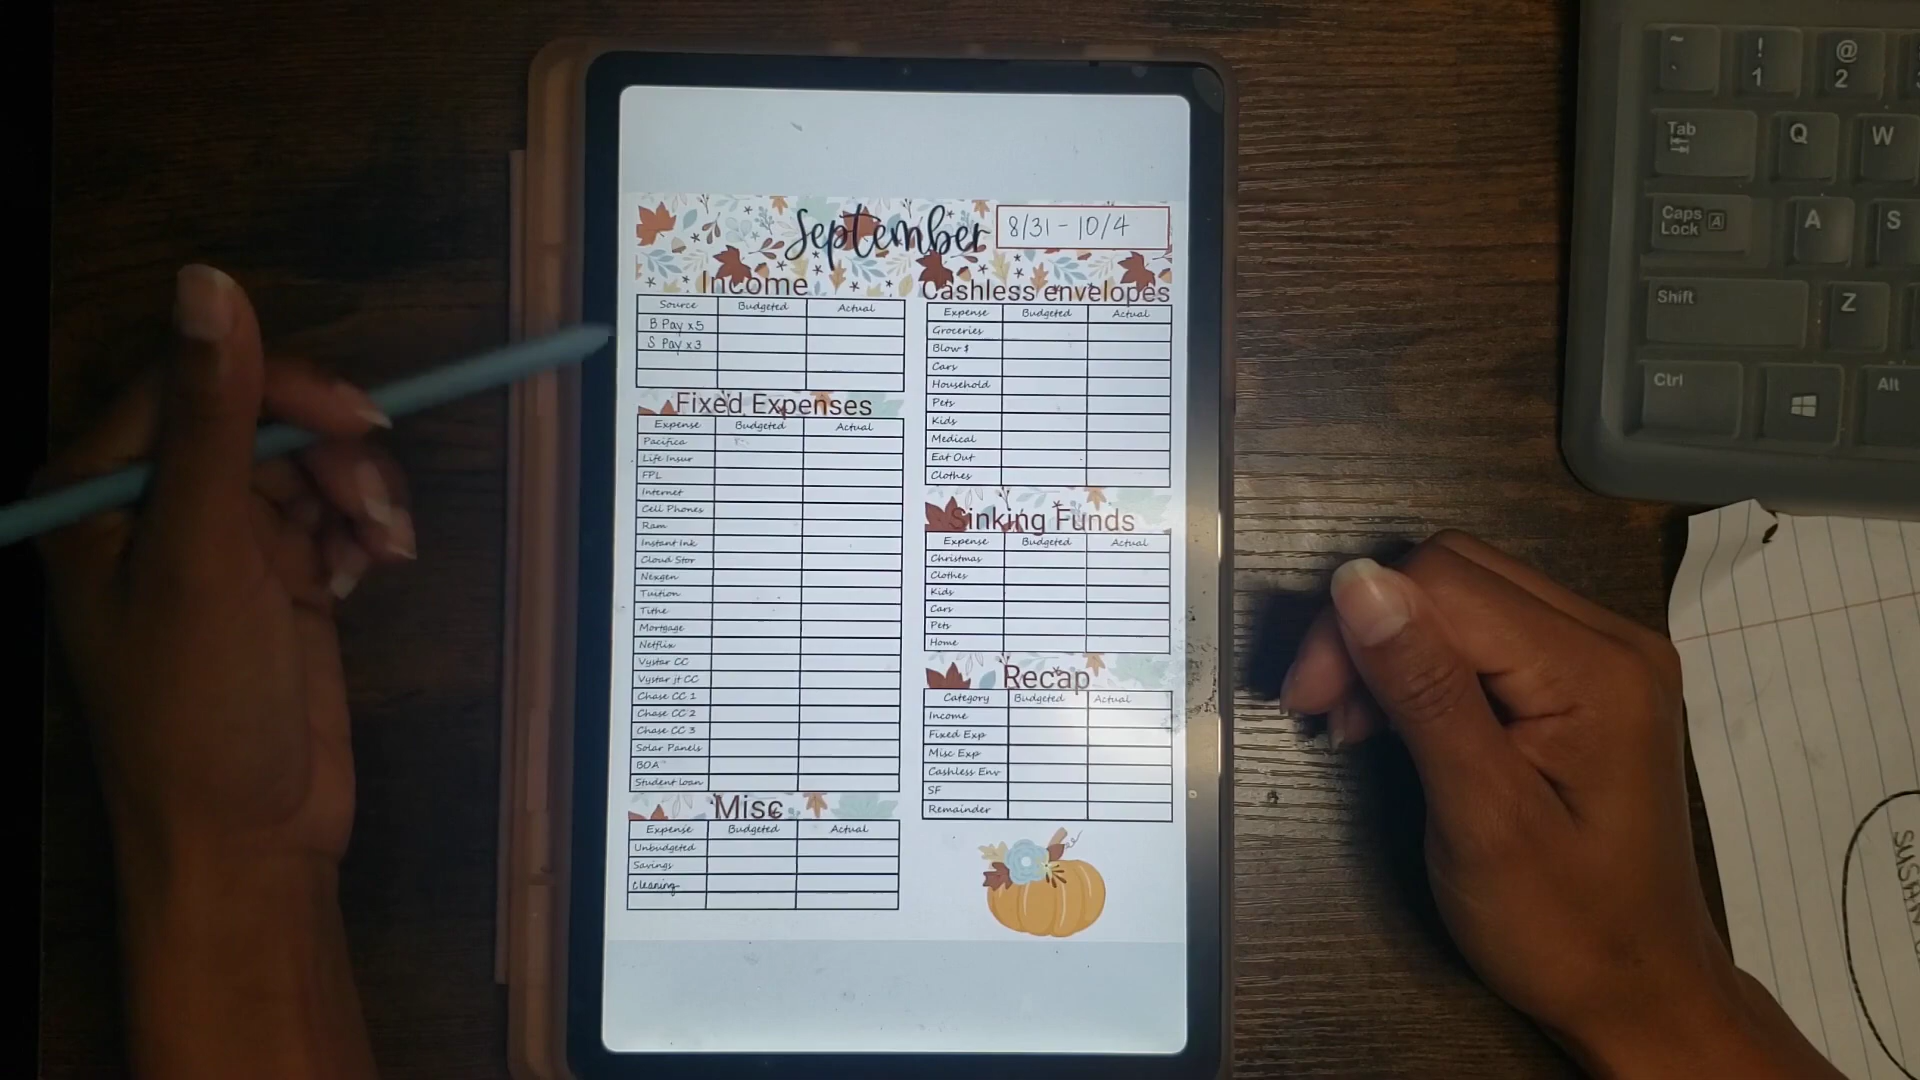 September
8/31 - 10/4
Income
Source Budgeted Actual
B Pay x5
S Pay x3
Fixed Expenses
Expense Budgeted Actual
Pacifica
Life Insur
FPL
Internet
Cell Phones
Ram
Instant Ink
Cloud Stor
Nexgen
Tuition
Tithe
Mortgage
Netflix
Vystar CC
Vystar jt CC
Chase CC 1
Chase CC 2
Chase CC 3
Solar Panels
BOA
Student Loan
Misc
Expense Budgeted Actual
Unbudgeted
Savings
Cleaning
Cashless envelopes
Expense Budgeted Actual
Groceries
Blow $
Cars
Household
Pets
Kids
Medical
Eat Out
Clothes
Sinking Funds
Expense Budgeted Actual
Christmas
Clothes
Kids
Cars
Pets
Home
Recap
Category Budgeted Actual
Income
Fixed Exp
Misc Exp
Cashless Env
SF
Remainder
~ ! @
` 1 2
Tab Q W
Caps Lock A A S
Shift Z
Ctrl Alt